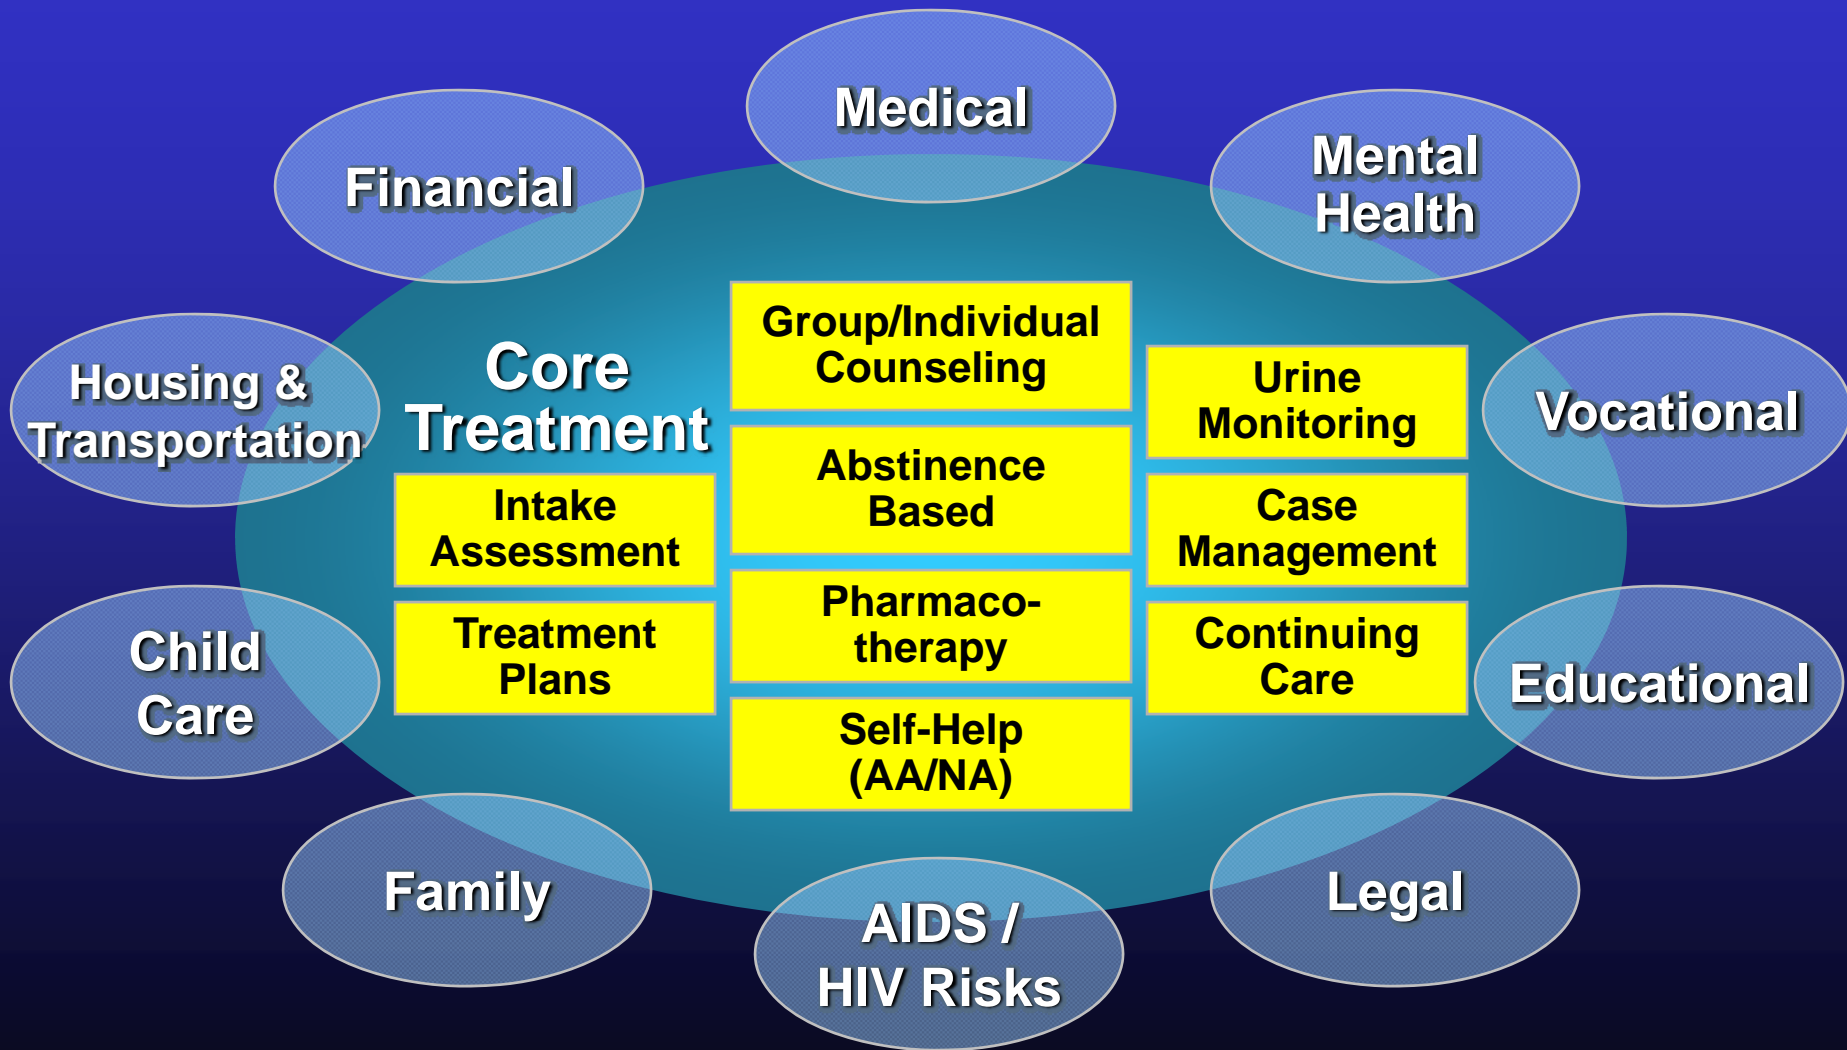 Medical
Financial
Mental
Health
Housing &
Transportation
Core
Treatment
Group/Individual
Counseling
Urine
Monitoring
Vocational
Abstinence
Based
Intake
Assessment
Case
Management
Child
Care
Treatment
Plans
Pharmaco-
therapy
Continuing
Care
Educational
Self-Help
(AA/NA)
Family
AIDS /
HIV Risks
Legal